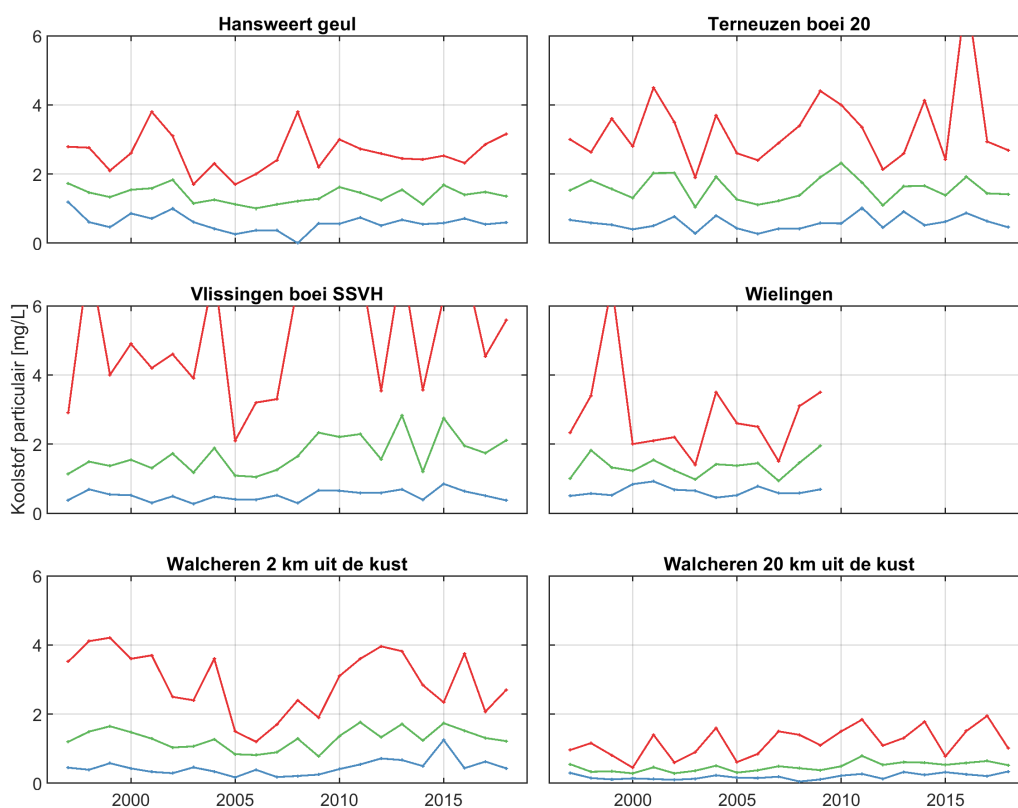 Hansweert geul
Terneuzen boei 20
6
4
2
0
Vlissingen boei SSVH
Wielingen
Koolstof particulair [mg/L]
6
4
2
0
Walcheren 2 km uit de kust
Walcheren 20 km uit de kust
6
4
2
0
2000 2005 2010 2015
2000 2005 2010 2015